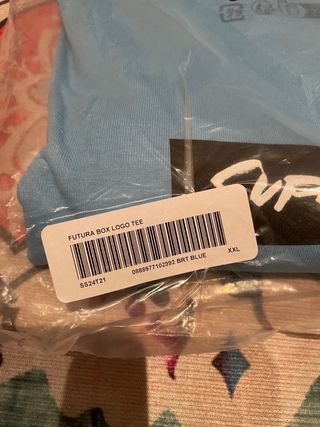 FUTURA BOX LOGO TEE
SS24T21 0888977102992 BRT BLUE XXL